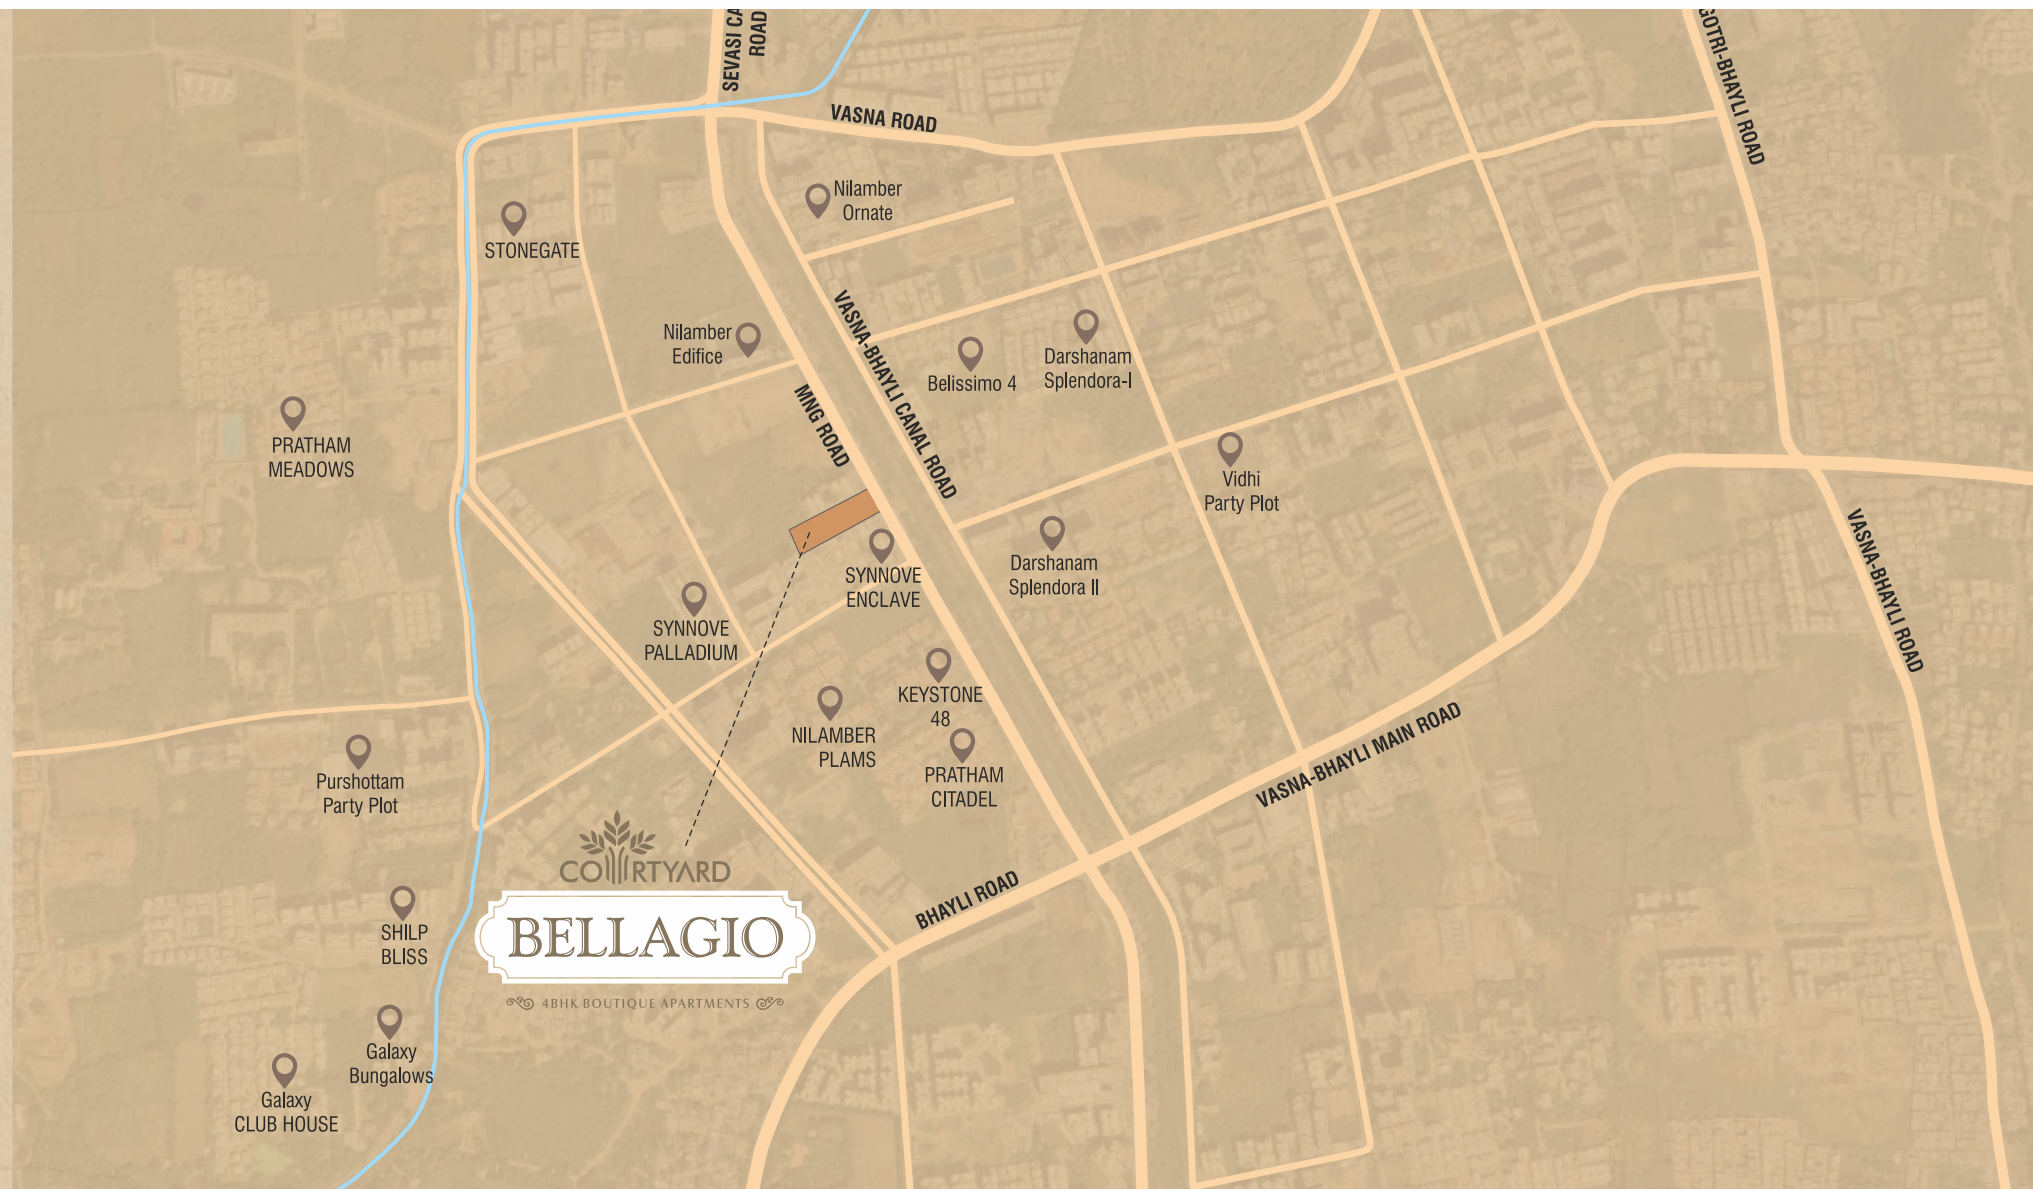 SEVASI CA
ROAD
GOTRI-BHAYLI ROAD
VASNA ROAD
Nilamber
Ornate
STONEGATE
VASNA-BHAYLI CANAL ROAD
Nilamber
Edifice
Belissimo 4
Darshanam
Splendora-I
MNG ROAD
PRATHAM
MEADOWS
Vidhi
Party Plot
VASNA-BHAYLI ROAD
SYNNOVE
ENCLAVE
Darshanam
Splendora II
SYNNOVE
PALLADIUM
KEYSTONE
48
NILAMBER
PLAMS
PRATHAM
CITADEL
VASNA-BHAYLI MAIN ROAD
Purshottam
Party Plot
BHAYLI ROAD
COURTYARD
BELLAGIO
4BHK BOUTIQUE APARTMENTS
SHILP
BLISS
Galaxy
Bungalows
Galaxy
CLUB HOUSE